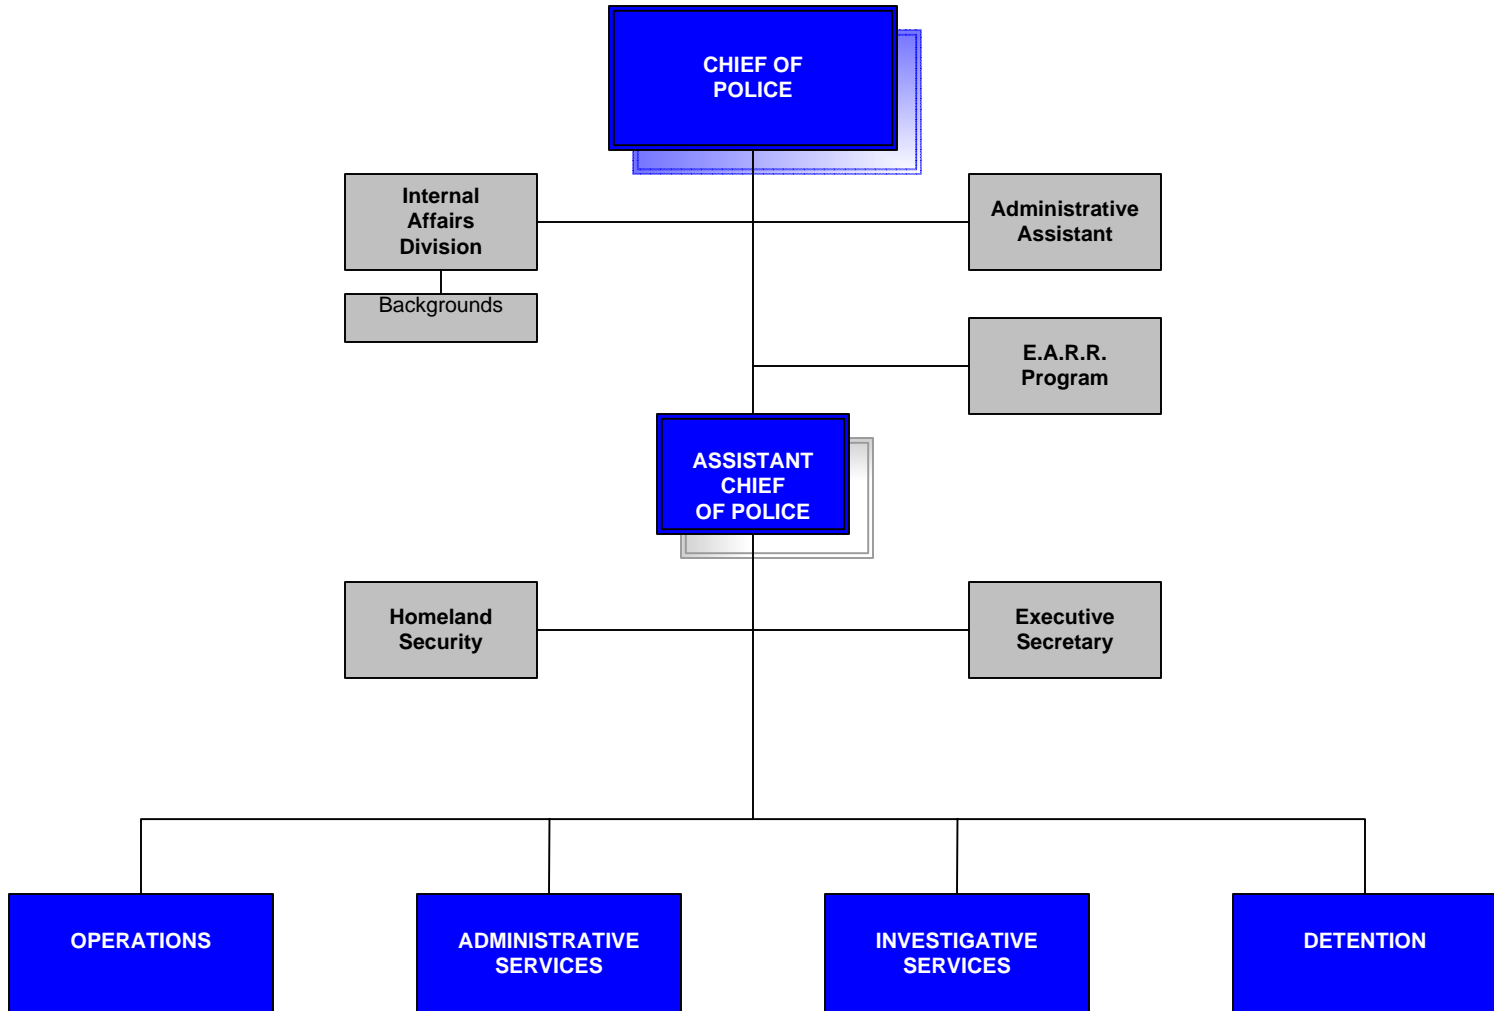 CHIEF OF
POLICE
Internal
Affairs
Division
Administrative
Assistant
Backgrounds
E.A.R.R.
Program
ASSISTANT
CHIEF
OF POLICE
Homeland
Security
Executive
Secretary
OPERATIONS
ADMINISTRATIVE
SERVICES
INVESTIGATIVE
SERVICES
DETENTION